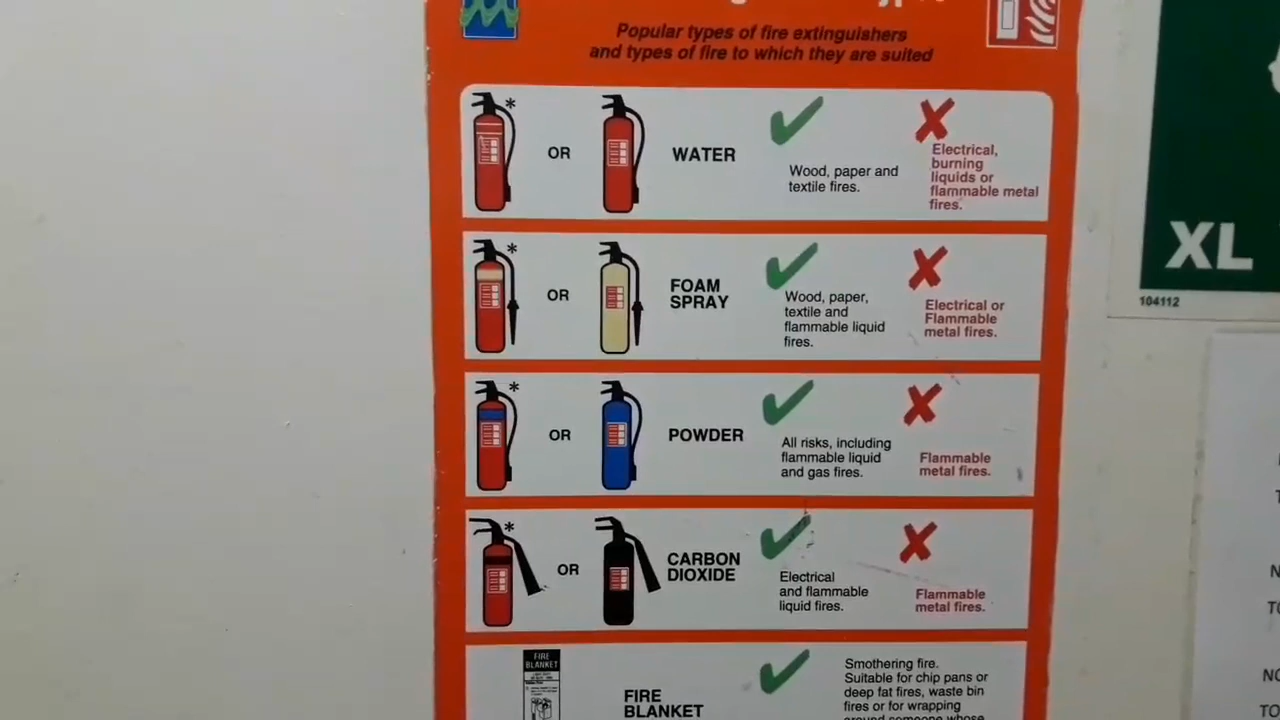 Popular types of fire extinguishers
and types of fire to which they are suited
*
OR
WATER
Wood, paper and
textile fires.
Electrical,
burning
liquids or
flammable metal
fires.
*
OR
FOAM
SPRAY
Wood, paper,
textile and
flammable liquid
fires.
Electrical or
Flammable
metal fires.
*
OR
POWDER
All risks, including
flammable liquid
and gas fires.
Flammable
metal fires.
*
OR
CARBON
DIOXIDE
Electrical
and flammable
liquid fires.
Flammable
metal fires.
FIRE
BLANKET
FIRE
BLANKET
Smothering fire.
Suitable for chip pans or
deep fat fires, waste bin
fires or for wrapping
around someone whose
XL
104112